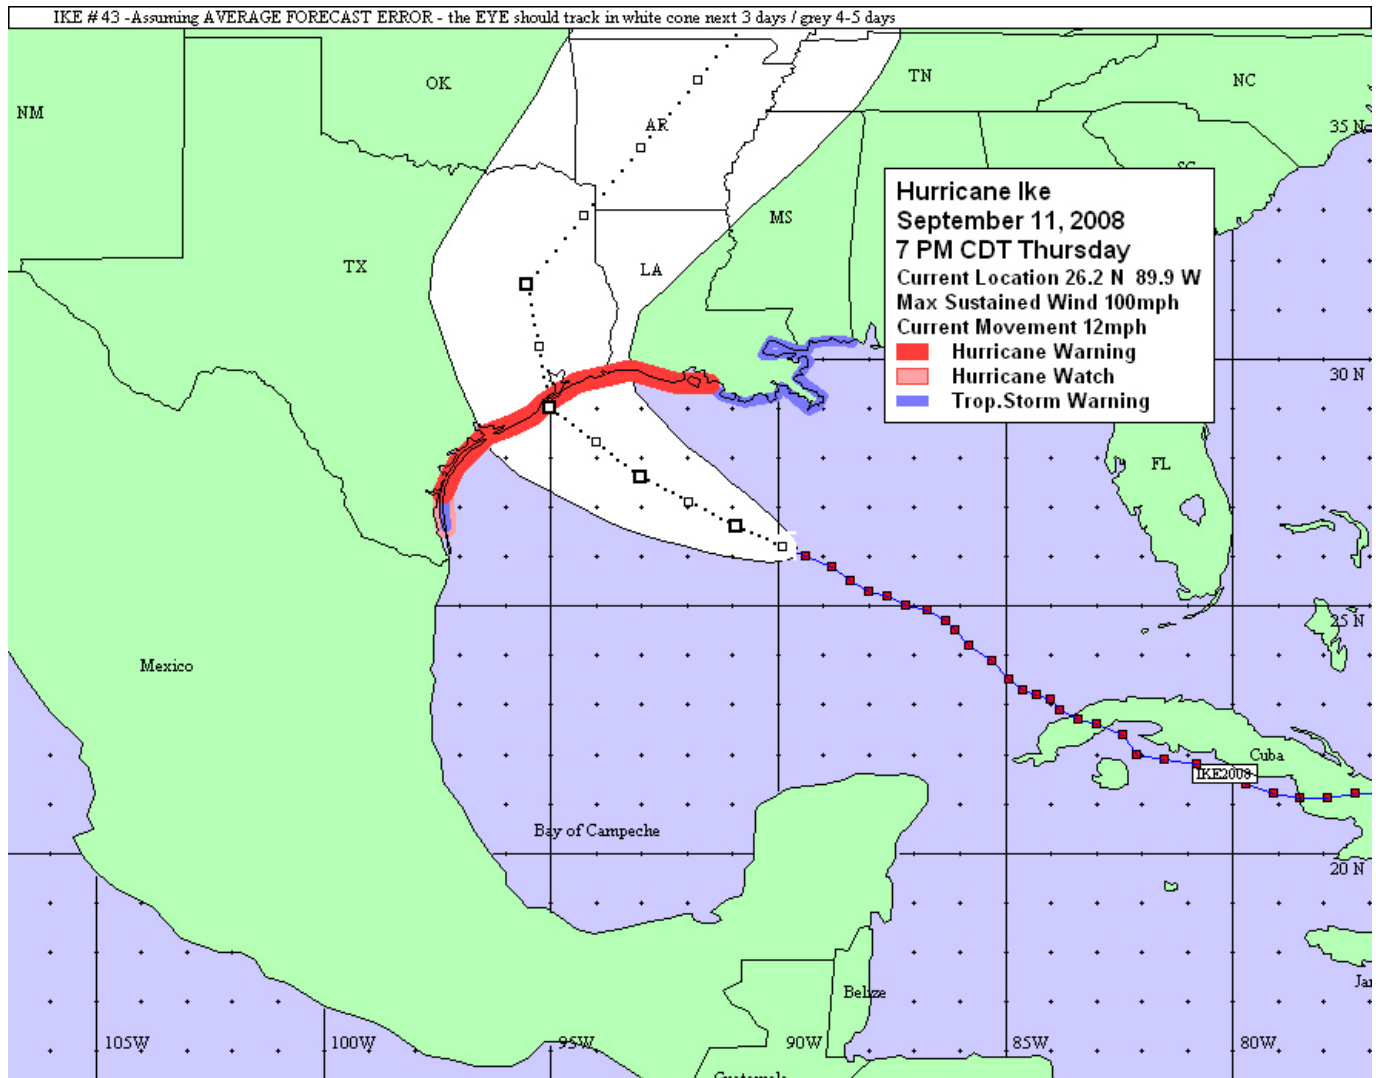 IKE # 43 -Assuming AVERAGE FORECAST ERROR - the EYE should track in white cone next 3 days / grey 4-5 days
OK
TN
NC
NM
AR
35 N
SC
Hurricane Ike
September 11, 2008
7 PM CDT Thursday
Current Location 26.2 N 89.9 W
Max Sustained Wind 100mph
Current Movement 12mph
Hurricane Warning
Hurricane Watch
Trop.Storm Warning
MS
TX
LA
30 N
FL
25 N
Mexico
Cuba
IKE2008
Bay of Campeche
20 N
Belize
Ja
105W
100W
95W
90W
85W
80W
Guatemala